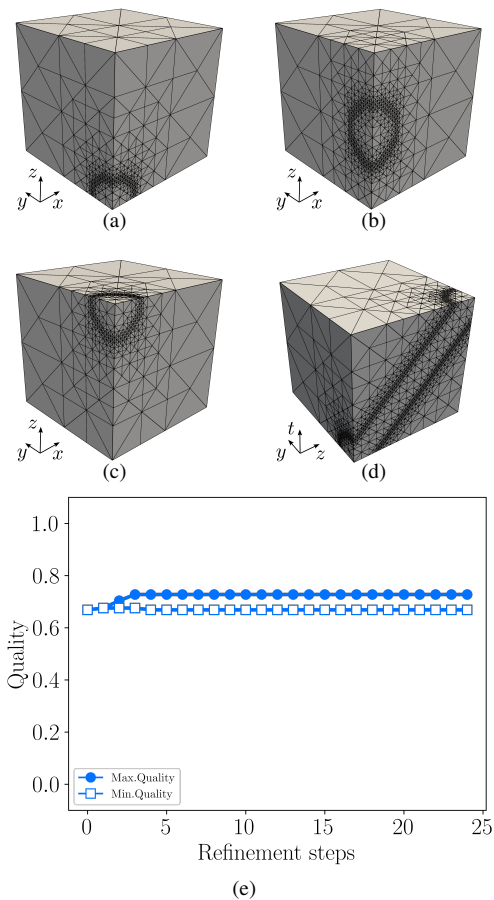 z
y
x
(a)
z
y
x
(b)
z
y
x
(c)
t
y
z
(d)
1.0
0.8
0.6
0.4
0.2
0.0
Quality
Max.Quality
Min.Quality
0
5
10
15
20
25
Refinement steps
(e)